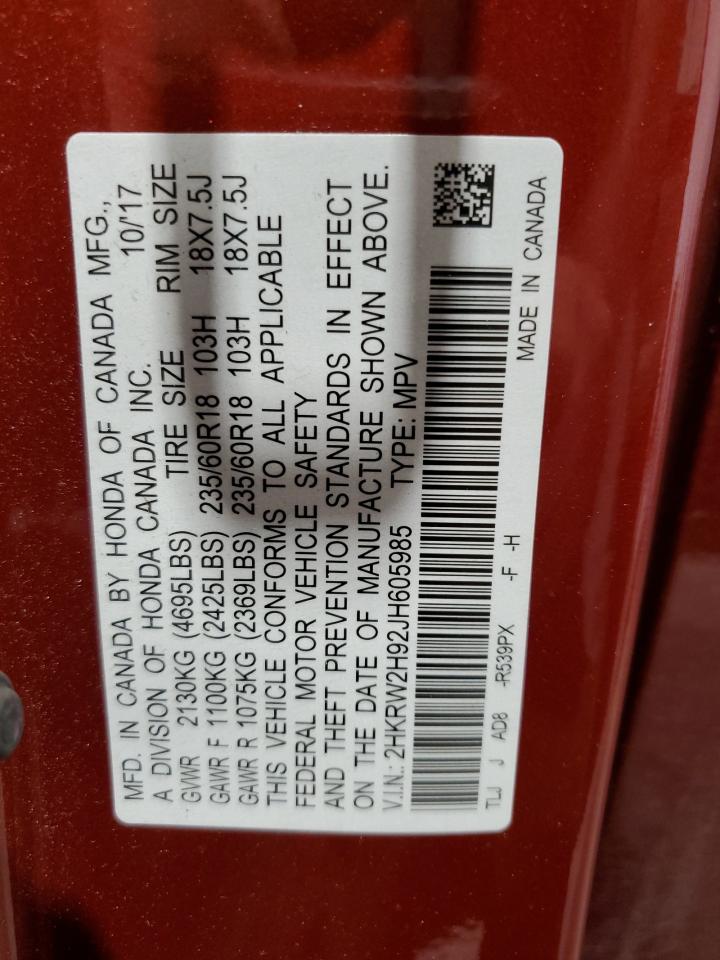 MFD. IN CANADA BY HONDA OF CANADA MFG.,
A DIVISION OF HONDA CANADA INC. 10/'17
GVWR 2130KG (4695LBS) TIRE SIZE RIM SIZE
GAWR F 1100KG (2425LBS) 235/60R18 103H 18X7.5J
GAWR R 1075KG (2369LBS) 235/60R18 103H 18X7.5J
THIS VEHICLE CONFORMS TO ALL APPLICABLE
FEDERAL MOTOR VEHICLE SAFETY
AND THEFT PREVENTION STANDARDS IN EFFECT
ON THE DATE OF MANUFACTURE SHOWN ABOVE.
V.I.N.: 2HKRW2H92JH605985 TYPE: MPV
TLJ J AD8 -R539PX -F -H
MADE IN CANADA